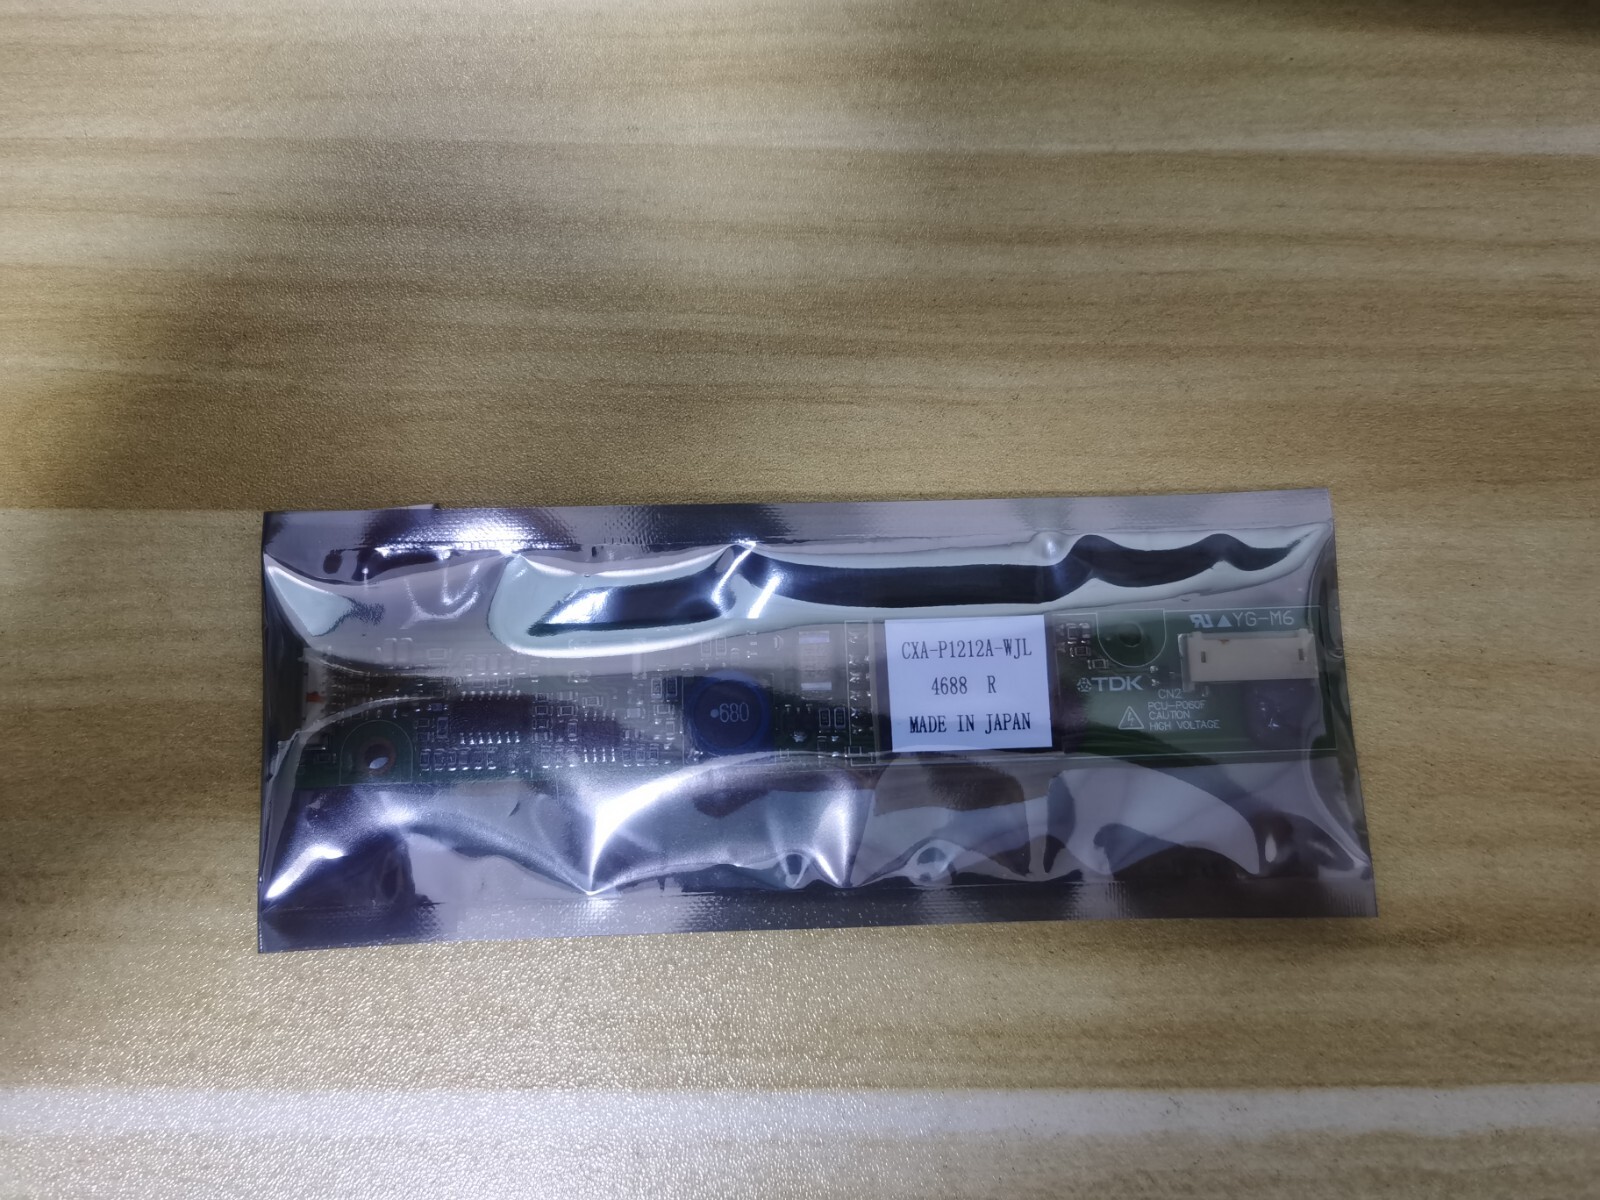 CXA-P1212A-WJL
4688 R
MADE IN JAPAN
680
YG-M6
TDK
CN2
PCU-P060F
CAUTION
HIGH VOLTAGE